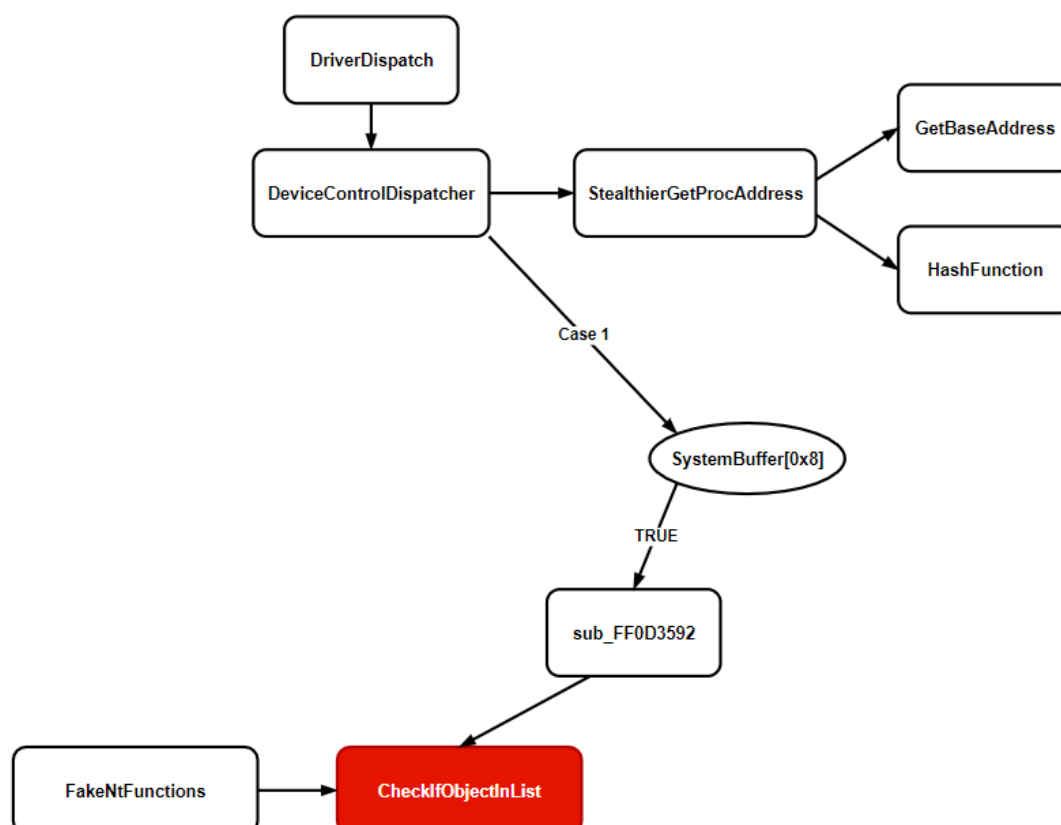 DriverDispatch
GetBaseAddress
DeviceControlDispatcher
StealthierGetProcAddress
HashFunction
Case 1
SystemBuffer[0x8]
TRUE
sub_FF0D3592
FakeNtFunctions
CheckIfObjectInList